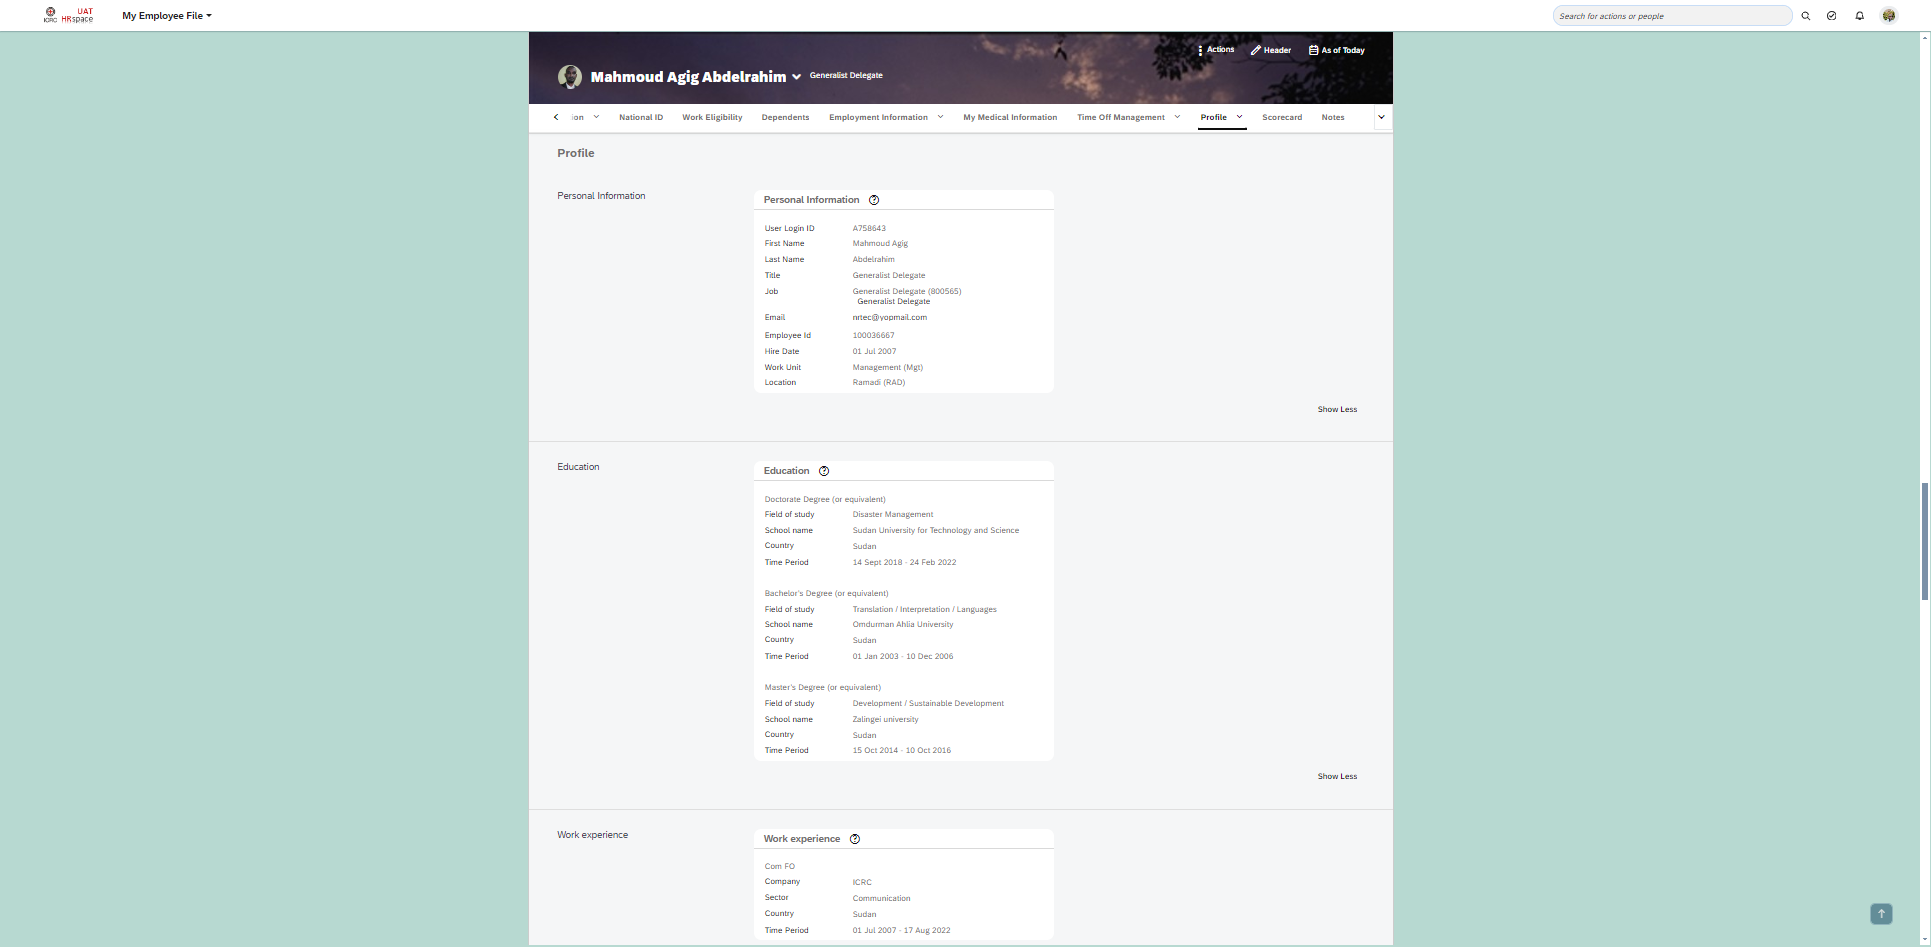 ICRC
UAT
HRspace
My Employee File
Search for actions or people
Actions
Header
As of Today
Mahmoud Agig Abdelrahim
Generalist Delegate
ion
National ID
Work Eligibility
Dependents
Employment Information
My Medical Information
Time Off Management
Profile
Scorecard
Notes
Profile
Personal Information
Personal Information
User Login ID A758643
First Name Mahmoud Agig
Last Name Abdelrahim
Title Generalist Delegate
Job Generalist Delegate (800565)
Generalist Delegate
Email nrtec@yopmail.com
Employee Id 100036667
Hire Date 01 Jul 2007
Work Unit Management (Mgt)
Location Ramadi (RAD)
Show Less
Education
Education
Doctorate Degree (or equivalent)
Field of study Disaster Management
School name Sudan University for Technology and Science
Country Sudan
Time Period 14 Sept 2018 - 24 Feb 2022
Bachelor's Degree (or equivalent)
Field of study Translation / Interpretation / Languages
School name Omdurman Ahlia University
Country Sudan
Time Period 01 Jan 2003 - 10 Dec 2006
Master's Degree (or equivalent)
Field of study Development / Sustainable Development
School name Zalingei university
Country Sudan
Time Period 15 Oct 2014 - 10 Oct 2016
Show Less
Work experience
Work experience
Com FO
Company ICRC
Sector Communication
Country Sudan
Time Period 01 Jul 2007 - 17 Aug 2022